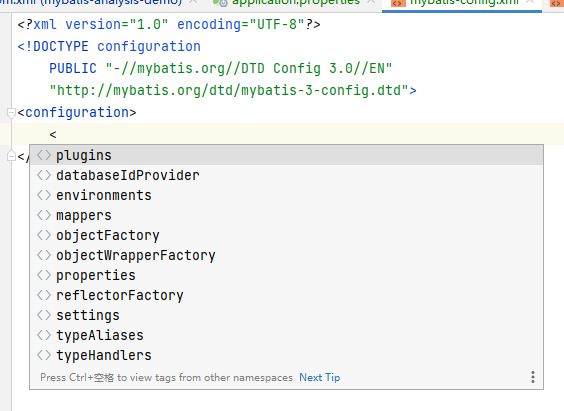 om.xml (mybatis-analysis-demo) application.properties mybatis-config.xml
<?xml version="1.0" encoding="UTF-8"?>
<!DOCTYPE configuration
PUBLIC "-//mybatis.org//DTD Config 3.0//EN"
"http://mybatis.org/dtd/mybatis-3-config.dtd">
<configuration>
<
</
plugins
databaseIdProvider
environments
mappers
objectFactory
objectWrapperFactory
properties
reflectorFactory
settings
typeAliases
typeHandlers
Press Ctrl+空格 to view tags from other namespaces Next Tip